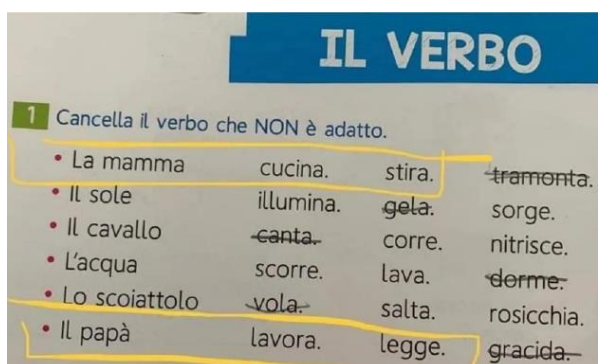 IL VERBO
1 Cancella il verbo che NON è adatto.
• La mamma cucina. stira. tramonta.
• Il sole illumina. gela. sorge.
• Il cavallo canta. corre. nitrisce.
• L'acqua scorre. lava. dorme.
• Lo scoiattolo vola. salta. rosicchia.
• Il papà lavora. legge. gracida.